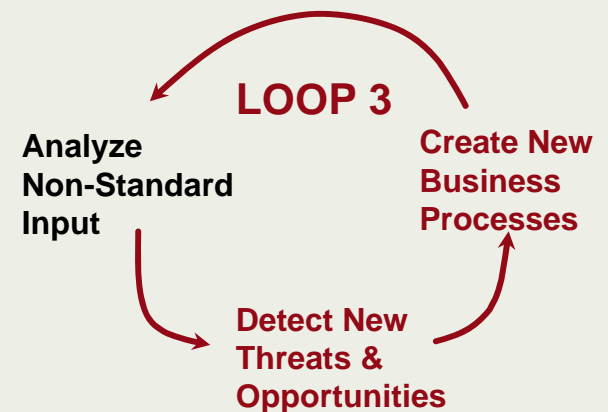 LOOP 3
Analyze
Non-Standard
Input
Create New
Business
Processes
Detect New
Threats &
Opportunities